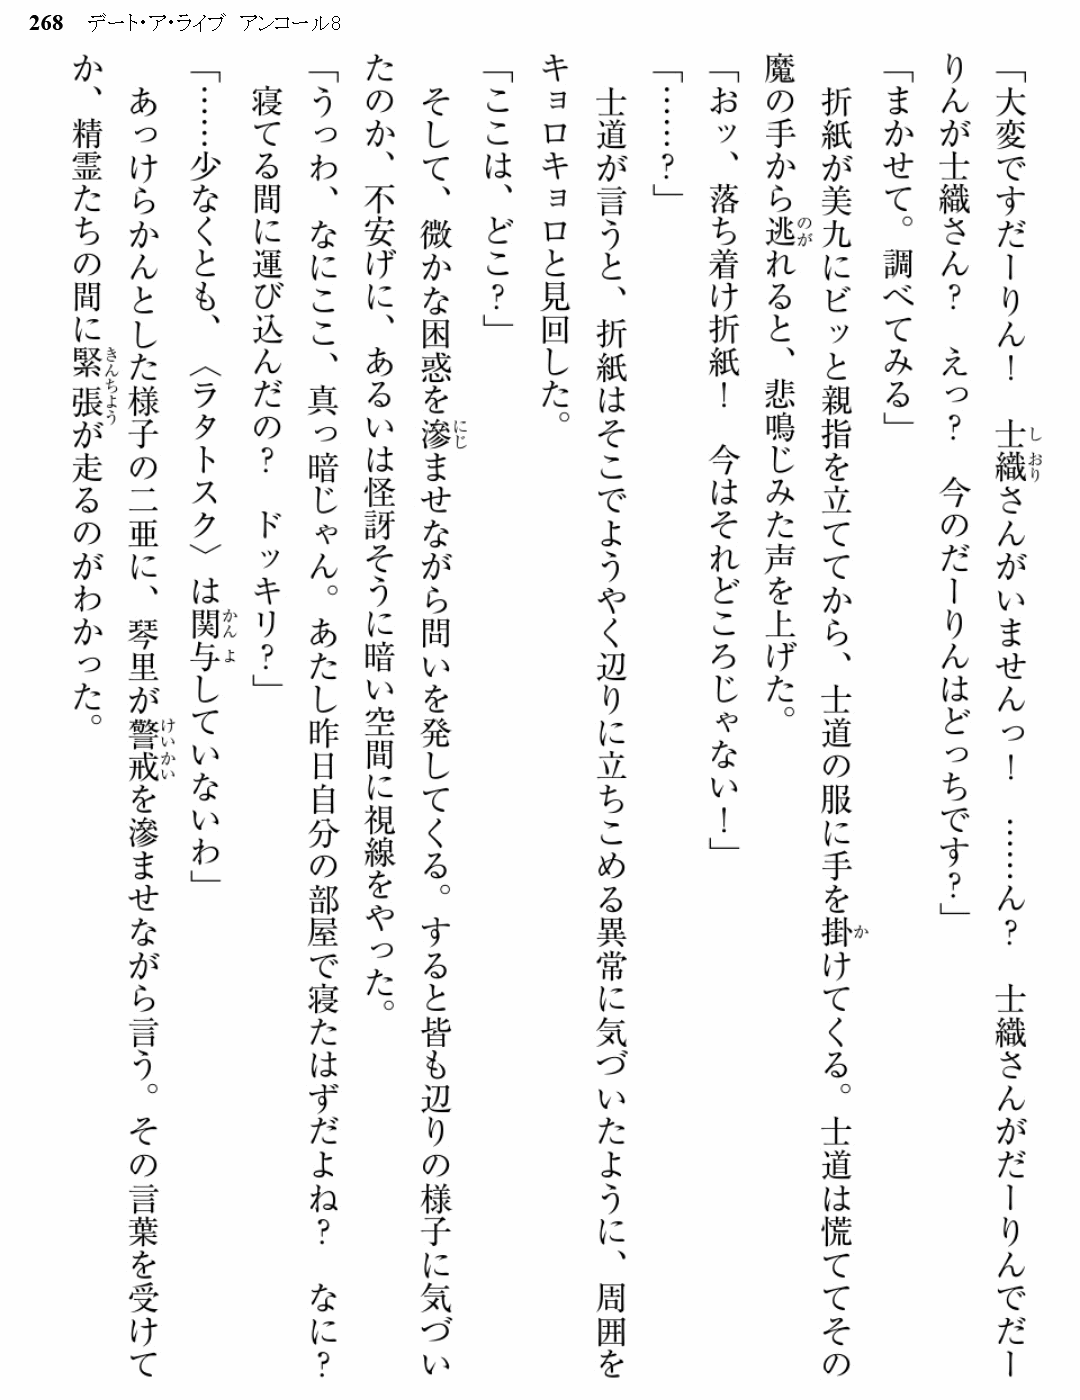 268 デート・ア・ライブ アンコール8
「大変ですだーりん！　士織さんがいませんっ！　……ん？　士織さんがだーりんでだー
りんが士織さん？　えっ？　今のだーりんはどっちです？」
「まかせて。調べてみる」
　折紙が美九にビッと親指を立ててから、士道の服に手を掛けてくる。士道は慌ててその
魔の手から逃れると、悲鳴じみた声を上げた。
「おッ、落ち着け折紙！　今はそれどころじゃない！」
「……？」
　士道が言うと、折紙はそこでようやく辺りに立ちこめる異常に気づいたように、周囲を
キョロキョロと見回した。
「ここは、どこ？」
　そして、微かな困惑を滲ませながら問いを発してくる。すると皆も辺りの様子に気づい
たのか、不安げに、あるいは怪訝そうに暗い空間に視線をやった。
「うっわ、なにここ、真っ暗じゃん。あたし昨日自分の部屋で寝たはずだよね？　なに？
　寝てる間に運び込んだの？　ドッキリ？」
「……少なくとも、〈ラタトスク〉は関与していないわ」
　あっけらかんとした様子の二亜に、琴里が警戒を滲ませながら言う。その言葉を受けて
か、精霊たちの間に緊張が走るのがわかった。